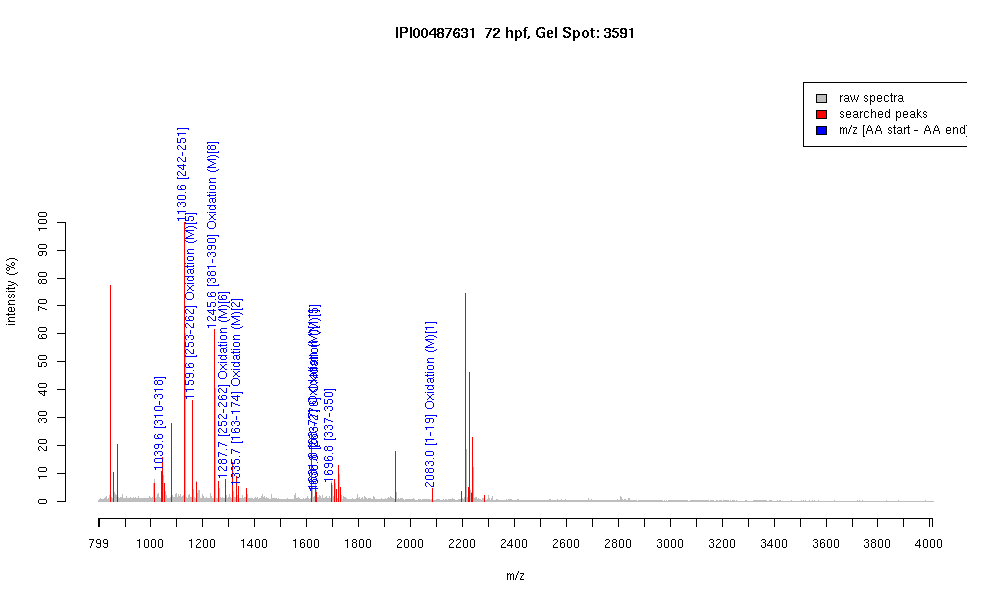 IPI00487631 72 hpf, Gel Spot: 3591
raw spectra
searched peaks
m/z [AA start - AA end]
intensity (%)
0
10
20
30
40
50
60
70
80
90
100
1039.6 [310-318]
1130.6 [242-251]
1159.6 [253-262] Oxidation (M)[5]
1245.6 [381-390] Oxidation (M)[8]
1287.7 [252-262] Oxidation (M)[6]
1335.7 [163-174] Oxidation (M)[2]
Oxidation (M)
1696.8 [337-350]
2083.0 [1-19] Oxidation (M)[1]
799 1000 1200 1400 1600 1800 2000 2200 2400 2600 2800 3000 3200 3400 3600 3800 4000
m/z